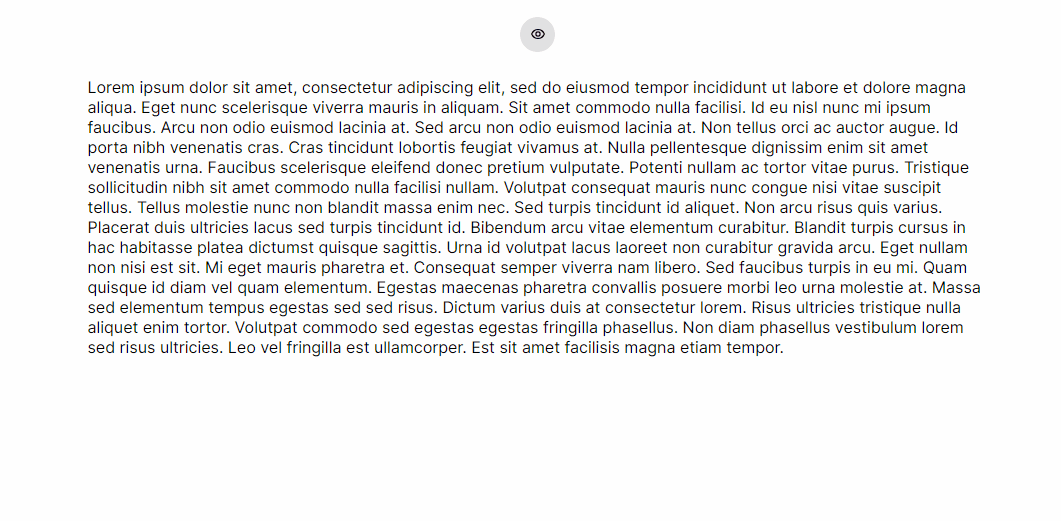 Lorem ipsum dolor sit amet, consectetur adipiscing elit, sed do eiusmod tempor incididunt ut labore et dolore magna
aliqua. Eget nunc scelerisque viverra mauris in aliquam. Sit amet commodo nulla facilisi. Id eu nisl nunc mi ipsum
faucibus. Arcu non odio euismod lacinia at. Sed arcu non odio euismod lacinia at. Non tellus orci ac auctor augue. Id
porta nibh venenatis cras. Cras tincidunt lobortis feugiat vivamus at. Nulla pellentesque dignissim enim sit amet
venenatis urna. Faucibus scelerisque eleifend donec pretium vulputate. Potenti nullam ac tortor vitae purus. Tristique
sollicitudin nibh sit amet commodo nulla facilisi nullam. Volutpat consequat mauris nunc congue nisi vitae suscipit
tellus. Tellus molestie nunc non blandit massa enim nec. Sed turpis tincidunt id aliquet. Non arcu risus quis varius.
Placerat duis ultricies lacus sed turpis tincidunt id. Bibendum arcu vitae elementum curabitur. Blandit turpis cursus in
hac habitasse platea dictumst quisque sagittis. Urna id volutpat lacus laoreet non curabitur gravida arcu. Eget nullam
non nisi est sit. Mi eget mauris pharetra et. Consequat semper viverra nam libero. Sed faucibus turpis in eu mi. Quam
quisque id diam vel quam elementum. Egestas maecenas pharetra convallis posuere morbi leo urna molestie at. Massa
sed elementum tempus egestas sed sed risus. Dictum varius duis at consectetur lorem. Risus ultricies tristique nulla
aliquet enim tortor. Volutpat commodo sed egestas egestas fringilla phasellus. Non diam phasellus vestibulum lorem
sed risus ultricies. Leo vel fringilla est ullamcorper. Est sit amet facilisis magna etiam tempor.